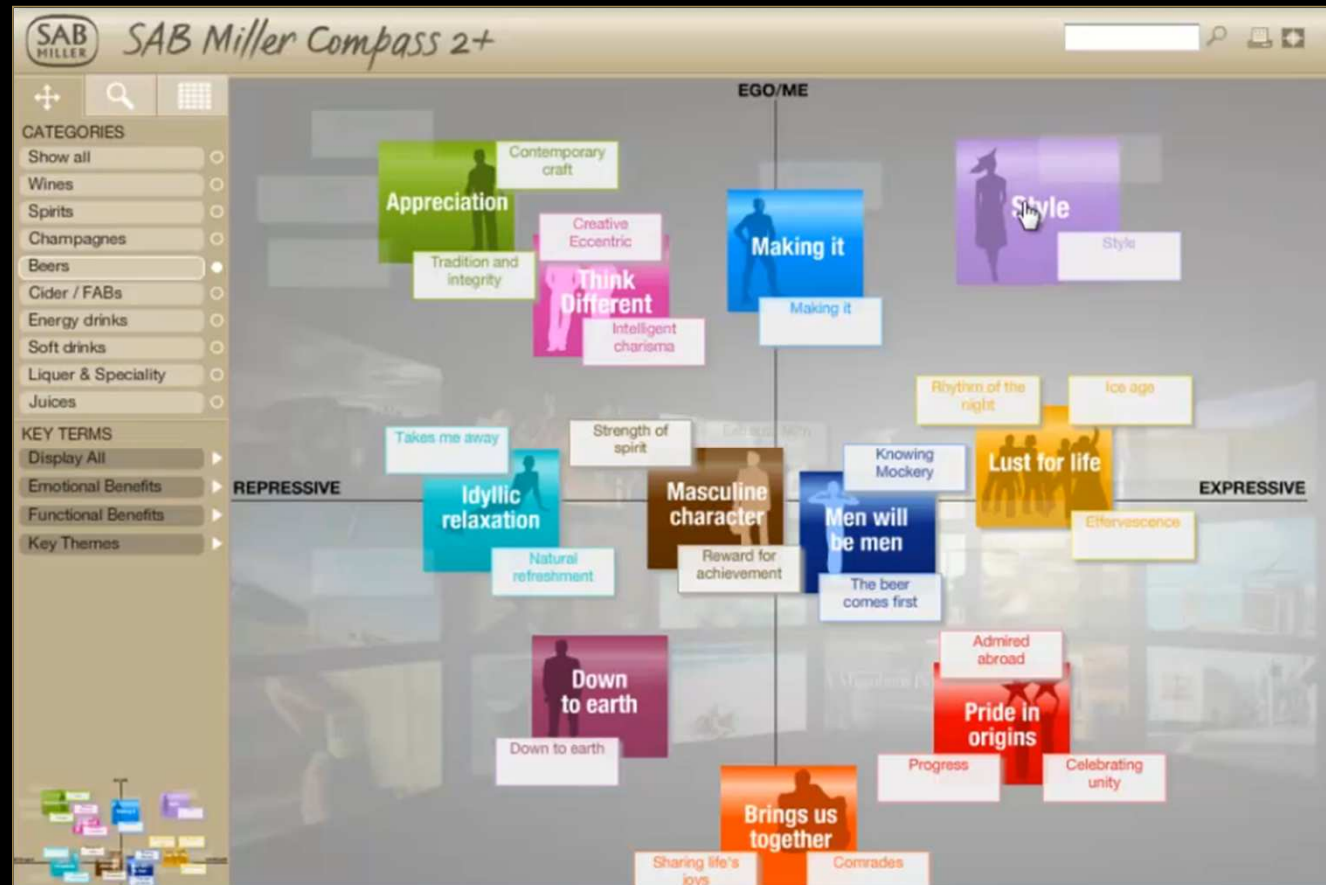 SAB
MILLER
SAB Miller Compass 2+
CATEGORIES
Show all
Wines
Spirits
Champagnes
Beers
Cider / FABs
Energy drinks
Soft drinks
Liquer & Speciality
Juices
KEY TERMS
Display All
Emotional Benefits
Functional Benefits
Key Themes
EGO/ME
Appreciation
Contemporary
craft
Tradition and
integrity
Creative
Eccentric
Think
Different
Intelligent
charisma
Making it
Making it
Style
Style
Rhythm of the
night
Ice age
Lust for life
Effervescence
Takes me away
Idyllic
relaxation
Natural
refreshment
Strength of
spirit
Masculine
character
Reward for
achievement
Knowing
Mockery
Men will
be men
The beer
comes first
REPRESSIVE
EXPRESSIVE
Down
to earth
Down to earth
Admired
abroad
Pride in
origins
Progress
Celebrating
unity
Brings us
together
Sharing life's
joys
Comrades